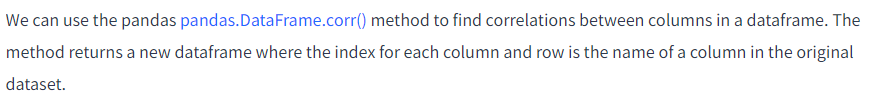 We can use the pandas pandas.DataFrame.corr() method to find correlations between columns in a dataframe. The
method returns a new dataframe where the index for each column and row is the name of a column in the original
dataset.